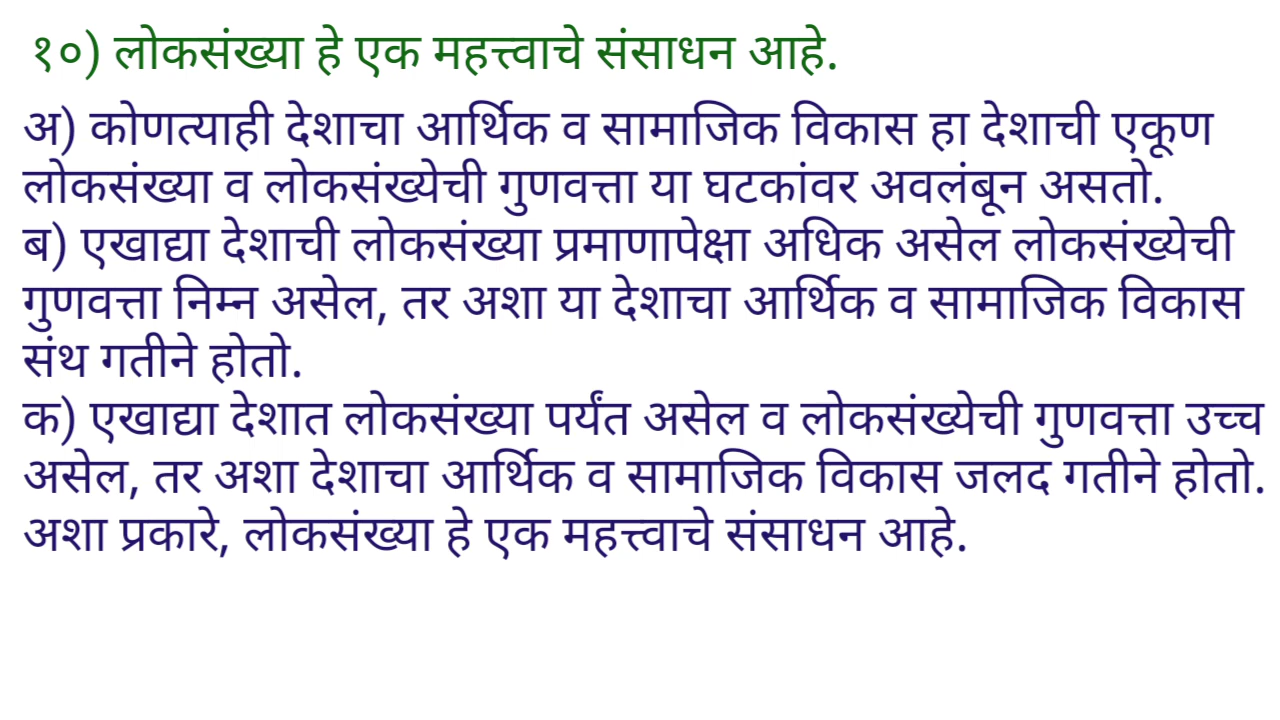 १०) लोकसंख्या हे एक महत्त्वाचे संसाधन आहे.
अ) कोणत्याही देशाचा आर्थिक व सामाजिक विकास हा देशाची एकूण
लोकसंख्या व लोकसंख्येची गुणवत्ता या घटकांवर अवलंबून असतो.
ब) एखाद्या देशाची लोकसंख्या प्रमाणापेक्षा अधिक असेल लोकसंख्येची
गुणवत्ता निम्न असेल, तर अशा या देशाचा आर्थिक व सामाजिक विकास
संथ गतीने होतो.
क) एखाद्या देशात लोकसंख्या पर्यंत असेल व लोकसंख्येची गुणवत्ता उच्च
असेल, तर अशा देशाचा आर्थिक व सामाजिक विकास जलद गतीने होतो.
अशा प्रकारे, लोकसंख्या हे एक महत्त्वाचे संसाधन आहे.